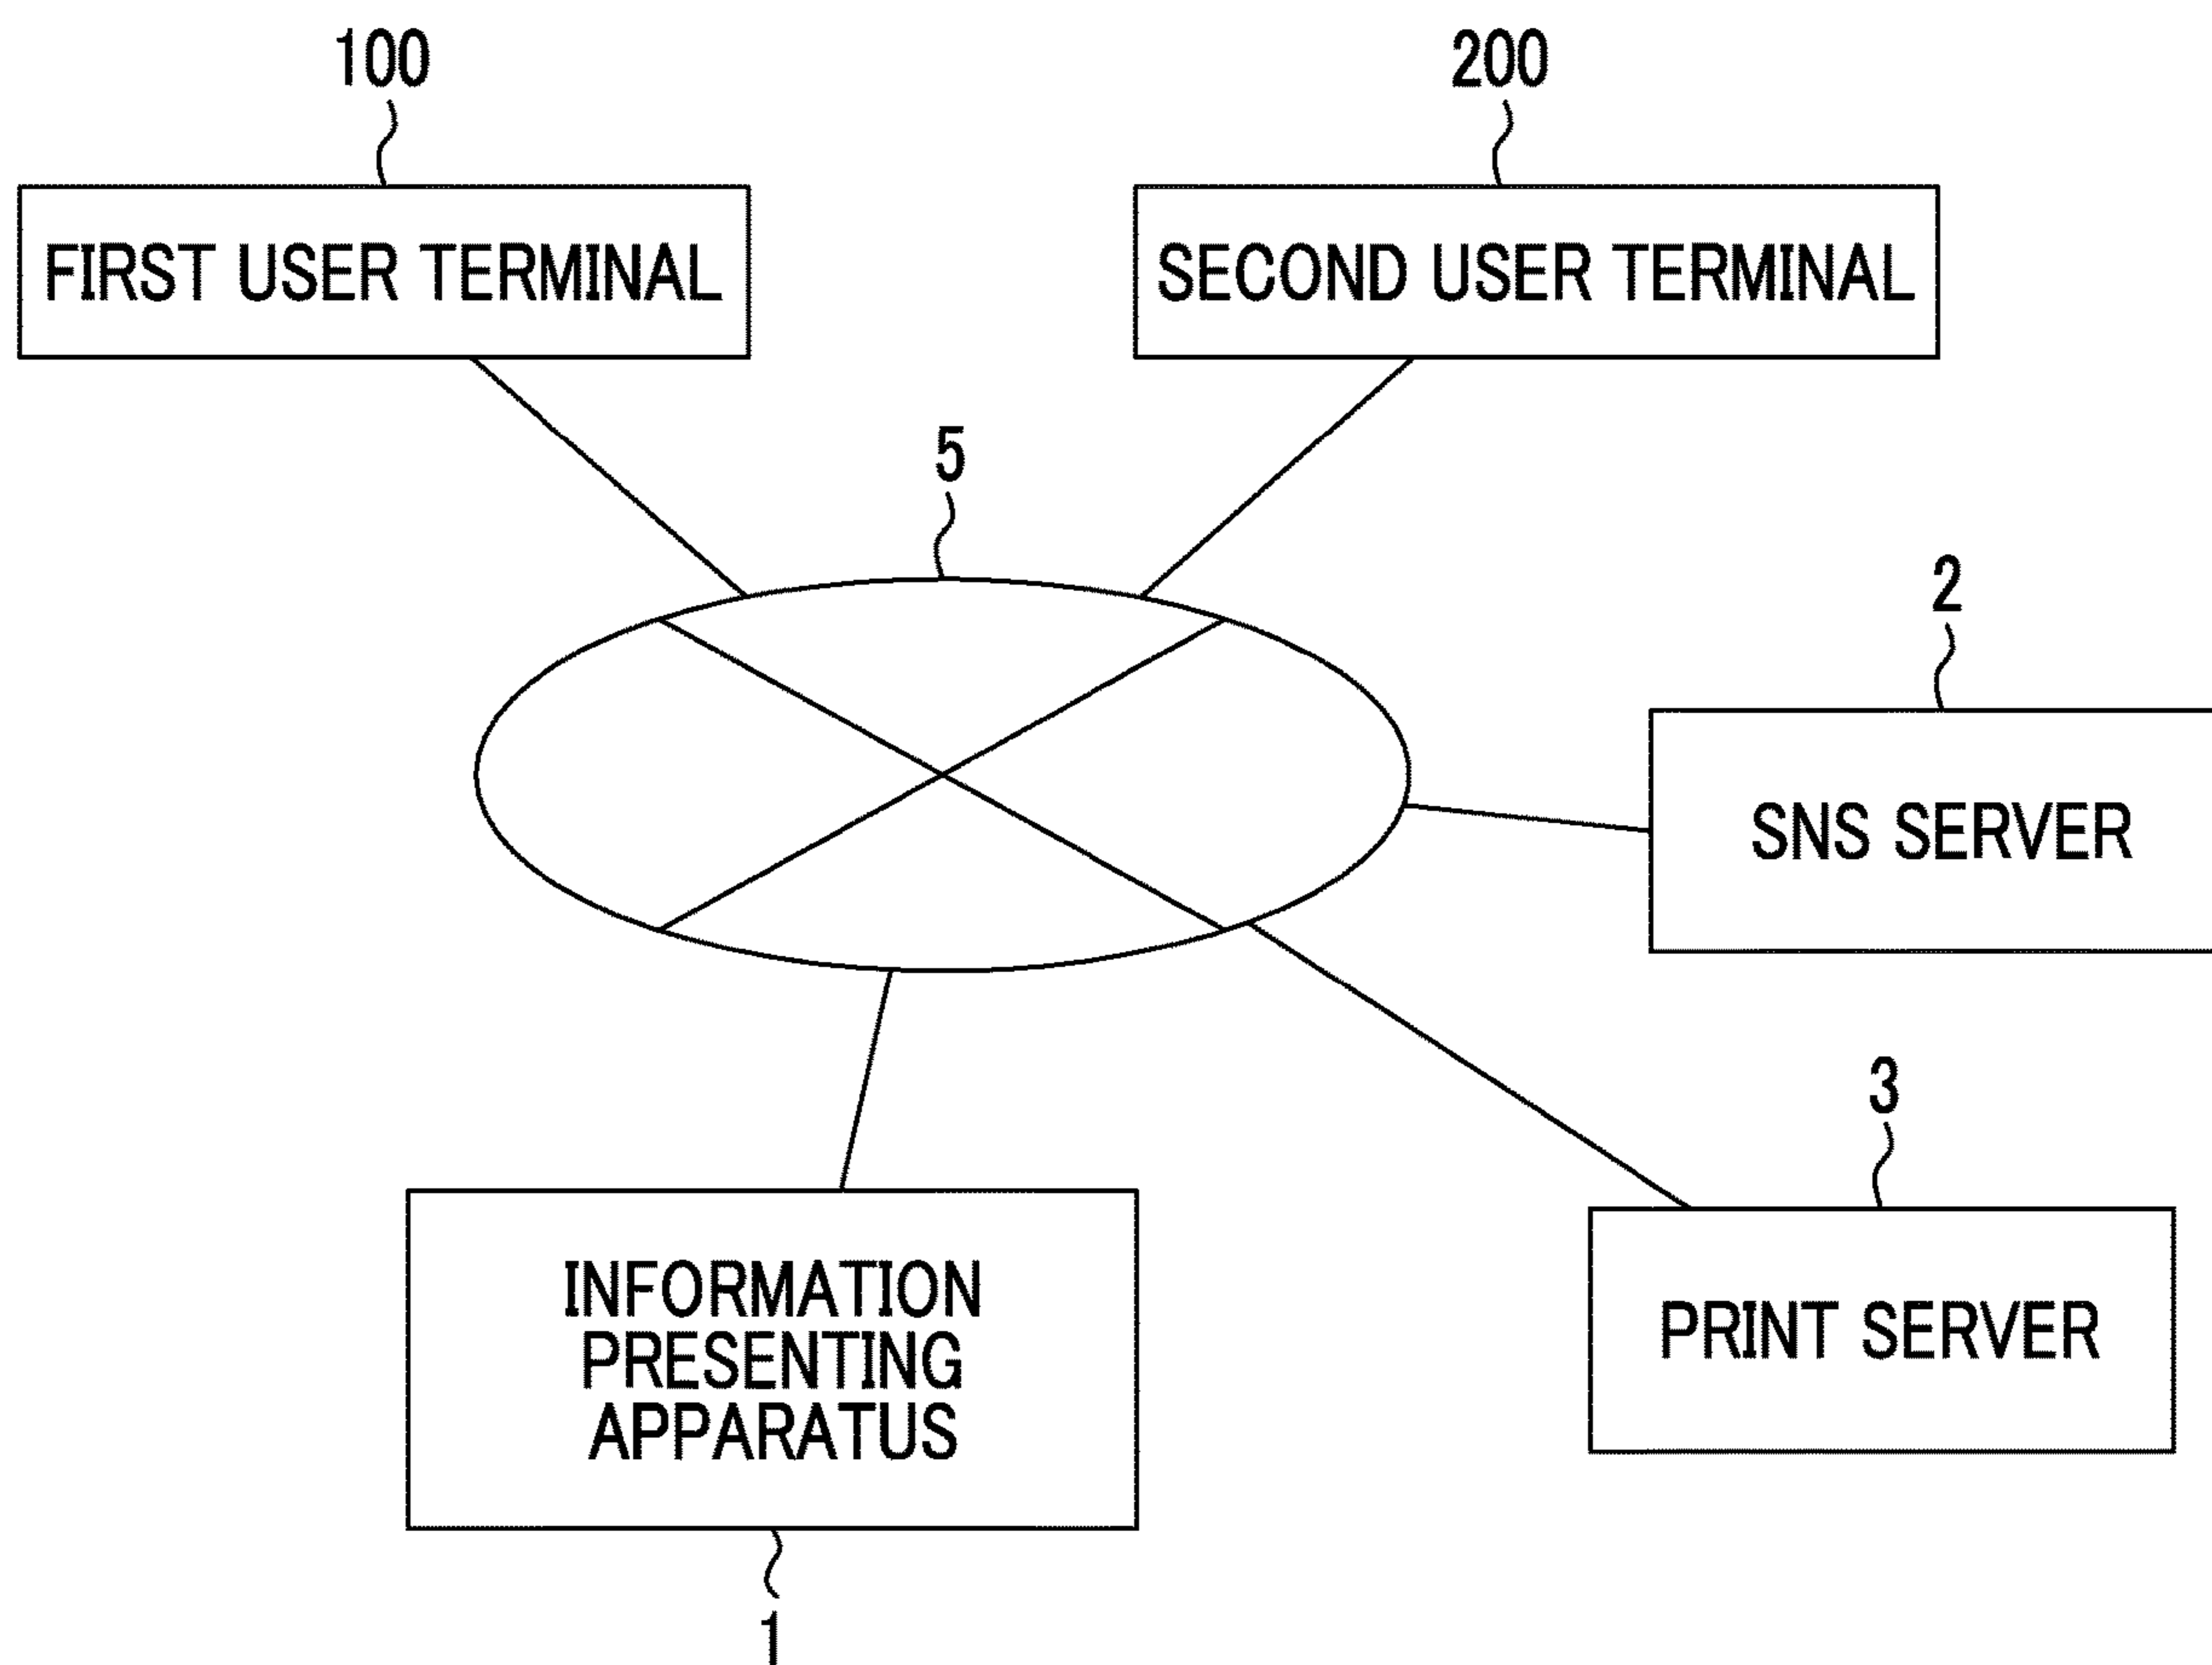 100
200
FIRST USER TERMINAL
SECOND USER TERMINAL
5
2
SNS SERVER
3
INFORMATION
PRESENTING
APPARATUS
PRINT SERVER
1